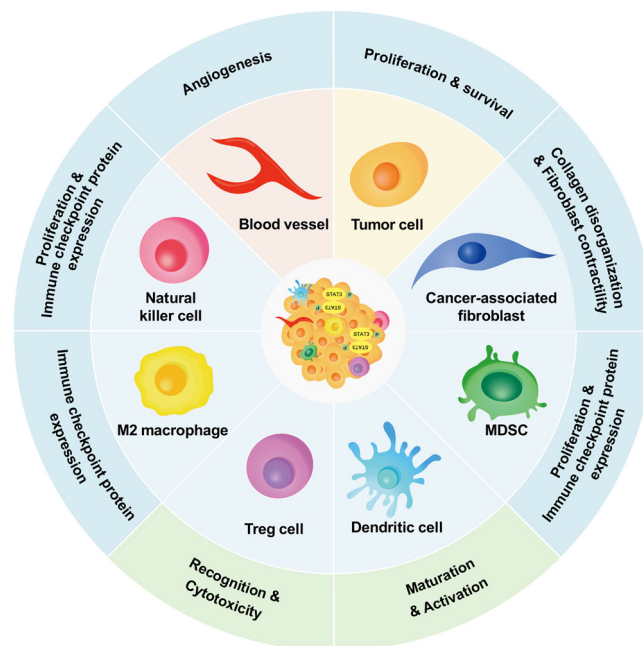 Angiogenesis
Proliferation & survival
Collagen disorganization
& Fibroblast contractility
Proliferation &
Immune checkpoint protein
expression
Maturation
& Activation
Recognition &
Cytotoxicity
Immune checkpoint protein
expression
Proliferation &
Immune checkpoint protein
expression
Blood vessel
Tumor cell
Cancer-associated
fibroblast
MDSC
Dendritic cell
Treg cell
M2 macrophage
Natural
killer cell
STAT3
STAT3
STAT3
STAT3